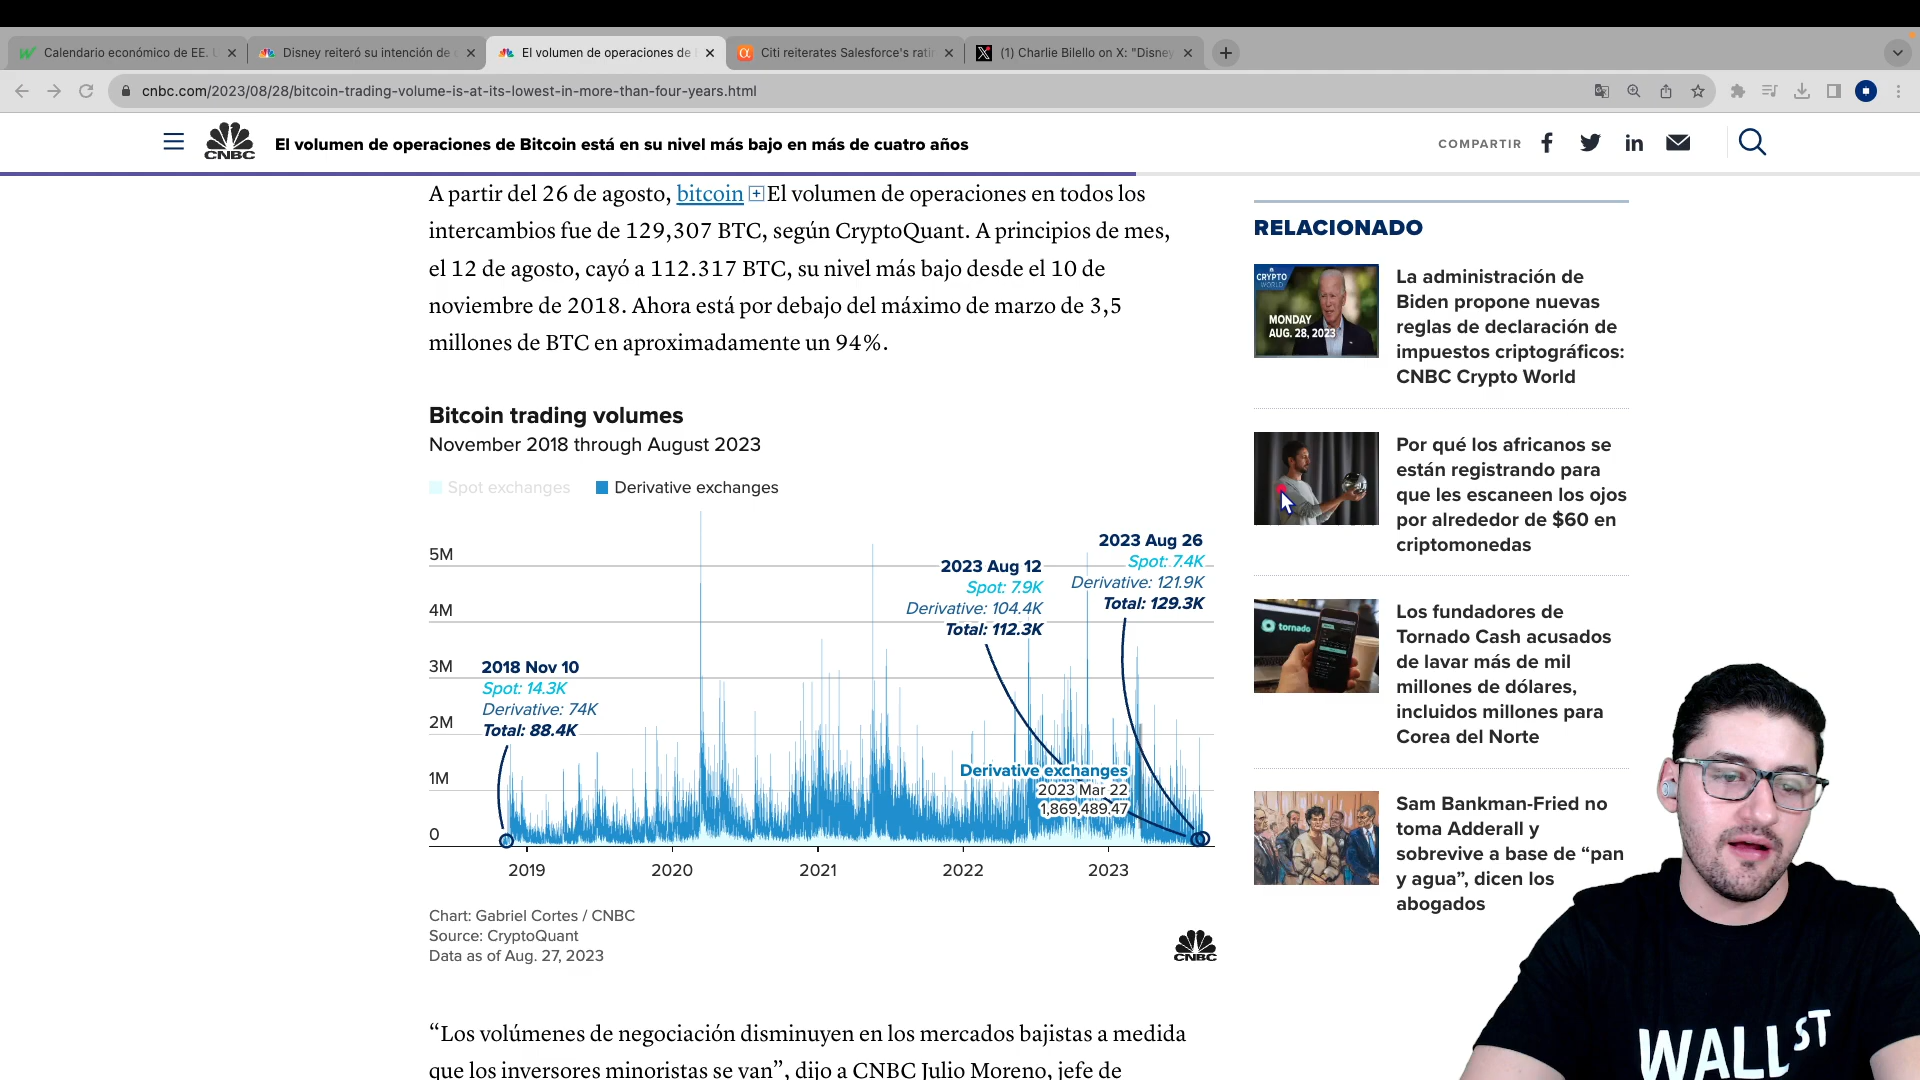 Calendario económico de EE. U
Disney reiteró su intención de
El volumen de operaciones de
Citi reiterates Salesforce's rati
(1) Charlie Bilello on X: "Disney
cnbc.com/2023/08/28/bitcoin-trading-volume-is-at-its-lowest-in-more-than-four-years.html
CNBC
El volumen de operaciones de Bitcoin está en su nivel más bajo en más de cuatro años
COMPARTIR
A partir del 26 de agosto, bitcoin El volumen de operaciones en todos los
intercambios fue de 129,307 BTC, según CryptoQuant. A principios de mes,
el 12 de agosto, cayó a 112.317 BTC, su nivel más bajo desde el 10 de
noviembre de 2018. Ahora está por debajo del máximo de marzo de 3,5
millones de BTC en aproximadamente un 94%.
Bitcoin trading volumes
November 2018 through August 2023
Spot exchanges
Derivative exchanges
5M
4M
3M
2M
1M
0
2018 Nov 10
Spot: 14.3K
Derivative: 74K
Total: 88.4K
2023 Aug 12
Spot: 7.9K
Derivative: 104.4K
Total: 112.3K
2023 Aug 26
Spot: 7.4K
Derivative: 121.9K
Total: 129.3K
Derivative exchanges
2023 Mar 22
1,869,489.47
2019
2020
2021
2022
2023
Chart: Gabriel Cortes / CNBC
Source: CryptoQuant
Data as of Aug. 27, 2023
CNBC
“Los volúmenes de negociación disminuyen en los mercados bajistas a medida
que los inversores minoristas se van”, dijo a CNBC Julio Moreno, jefe de
RELACIONADO
CRYPTO
WORLD
MONDAY
AUG. 28, 2023
La administración de
Biden propone nuevas
reglas de declaración de
impuestos criptográficos:
CNBC Crypto World
Por qué los africanos se
están registrando para
que les escaneen los ojos
por alrededor de $60 en
criptomonedas
tornado
Los fundadores de
Tornado Cash acusados
de lavar más de mil
millones de dólares,
incluidos millones para
Corea del Norte
Sam Bankman-Fried no
toma Adderall y
sobrevive a base de “pan
y agua”, dicen los
abogados
WALL ST